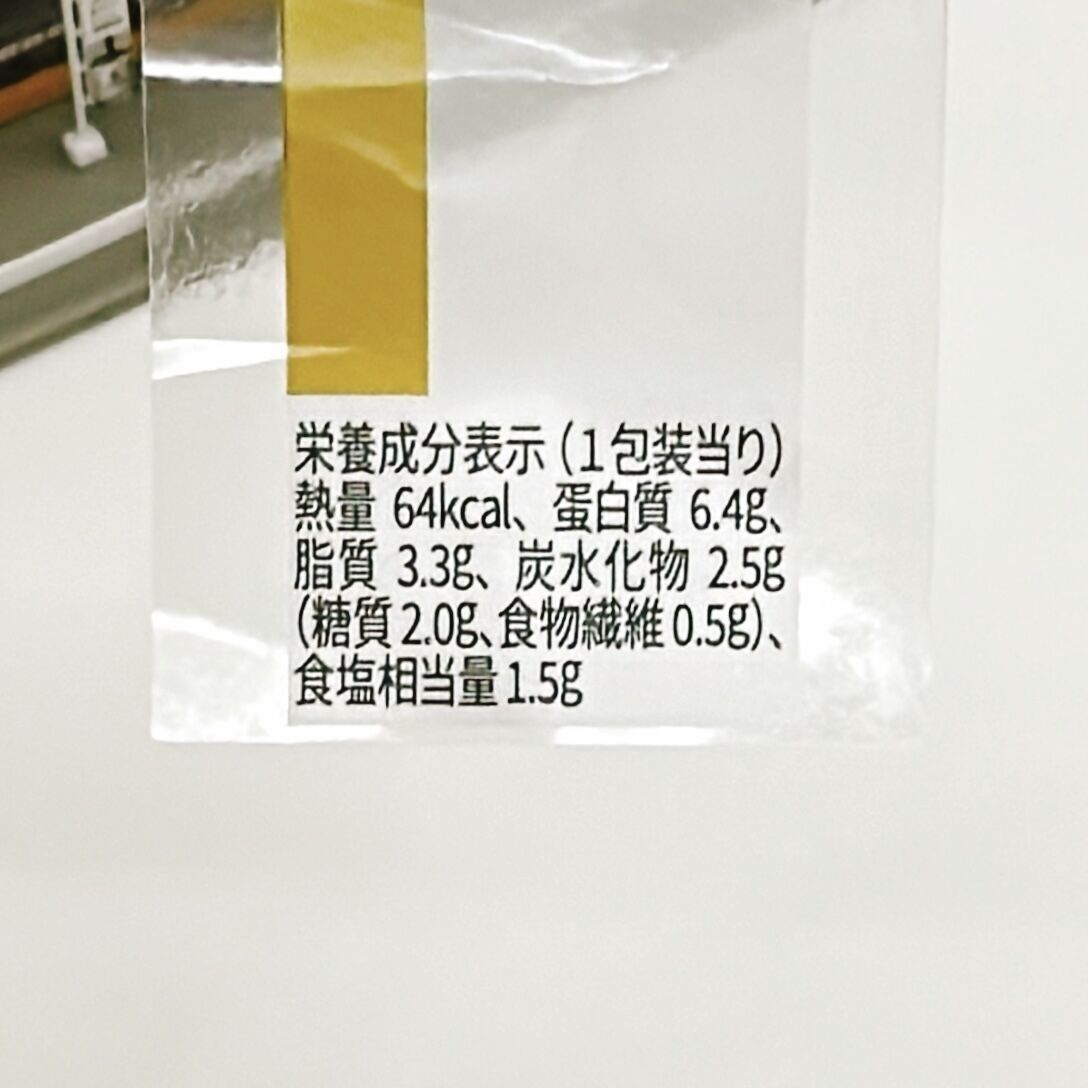 栄養成分表示（1包装当り）
熱量 64kcal、蛋白質 6.4g、
脂質 3.3g、炭水化物 2.5g
（糖質2.0g、食物繊維0.5g）、
食塩相当量1.5g